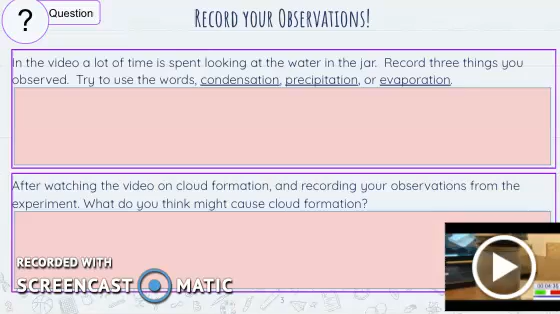 ?
Question
Record your Observations!
In the video a lot of time is spent looking at the water in the jar. Record three things you
observed. Try to use the words, condensation, precipitation, or evaporation.
After watching the video on cloud formation, and recording your observations from the
experiment. What do you think might cause cloud formation?
RECORDED WITH
SCREENCAST MATIC
5